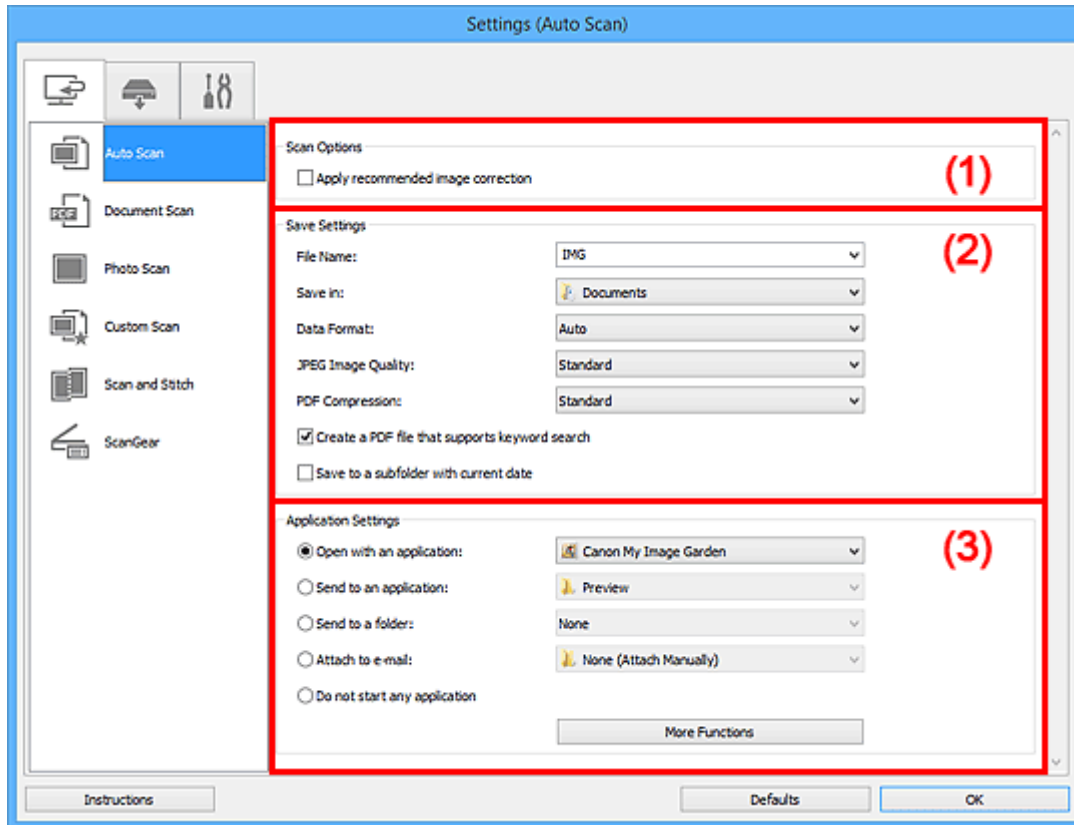 Settings (Auto Scan)
Auto Scan
PDF
Document Scan
Photo Scan
Custom Scan
Scan and Stitch
ScanGear
Scan Options
Apply recommended image correction
(1)
Save Settings
(2)
File Name: IMG
Save in: Documents
Data Format: Auto
JPEG Image Quality: Standard
PDF Compression: Standard
Create a PDF file that supports keyword search
Save to a subfolder with current date
Application Settings
(3)
Open with an application: Canon My Image Garden
Send to an application: Preview
Send to a folder: None
Attach to e-mail: None (Attach Manually)
Do not start any application
More Functions
Instructions Defaults OK